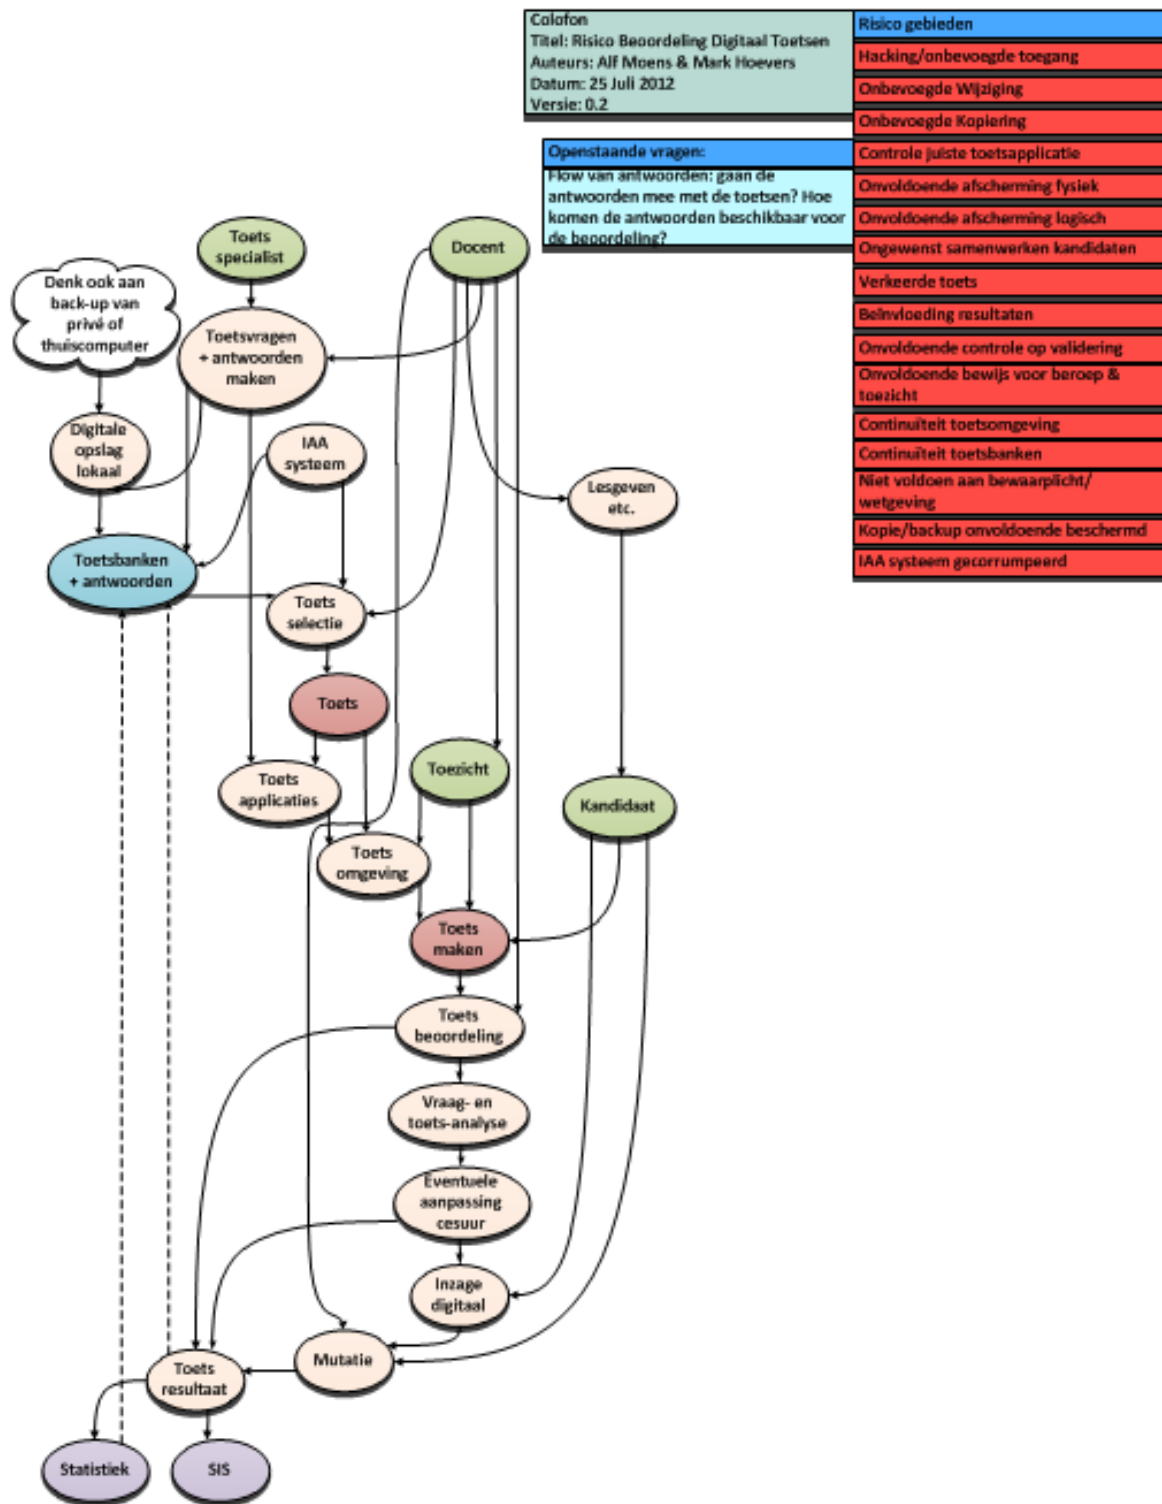 Colofon
Titel: Risico Beoordeling Digitaal Toetsen
Auteurs: Alf Moens & Mark Hoevers
Datum: 25 Juli 2012
Versie: 0.2
Risico gebieden
Hacking/onbevoegde toegang
Onbevoegde Wijziging
Onbevoegde Kopiering
Controle juiste toetsapplicatie
Onvoldoende afscherming fysiek
Onvoldoende afscherming logisch
Ongewenst samenwerken kandidaten
Verkeerde toets
Beïnvloeding resultaten
Onvoldoende controle op validering
Onvoldoende bewijs voor beroep &
toezicht
Continuïteit toetsomgeving
Continuïteit toetsbanken
Niet voldoen aan bewaarplicht/
wetgeving
Kopie/backup onvoldoende beschermd
IAA systeem gecorrumpeerd
Openstaande vragen:
Flow van antwoorden: gaan de
antwoorden mee met de toetsen? Hoe
komen de antwoorden beschikbaar voor
de beoordeling?
Toets
specialist
Docent
Denk ook aan
back-up van
privé of
thuiscomputer
Toetsvragen
+ antwoorden
maken
Digitale
opslag
lokaal
IAA
systeem
Lesgeven
etc.
Toetsbanken
+ antwoorden
Toets
selectie
Toets
Toets
applicaties
Toezicht
Kandidaat
Toets
omgeving
Toets
maken
Toets
beoordeling
Vraag- en
toets-analyse
Eventuele
aanpassing
cesuur
Inzage
digitaal
Mutatie
Toets
resultaat
Statistiek
SIS